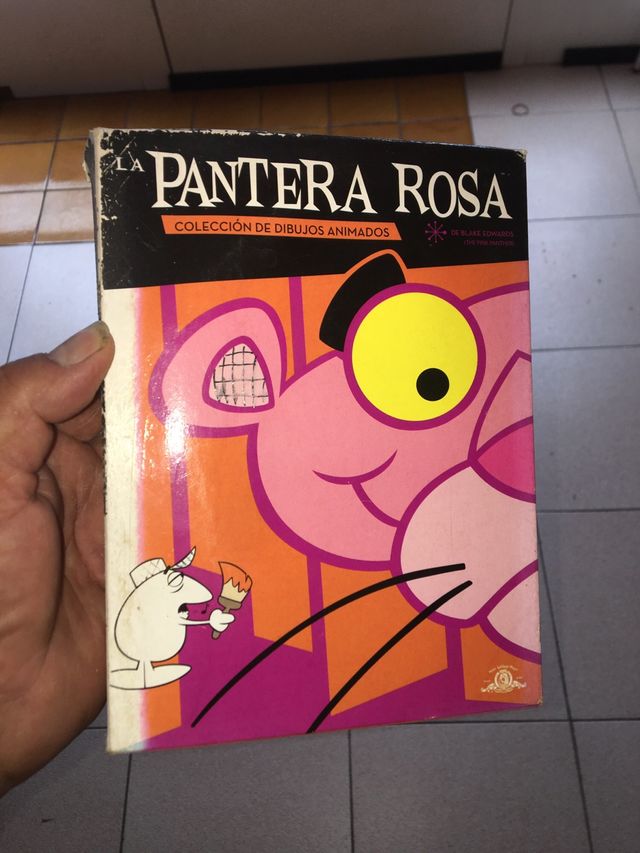 LA PANTERA ROSA
COLECCIÓN DE DIBUJOS ANIMADOS
DE BLAKE EDWARDS
(THE PINK PANTHER)